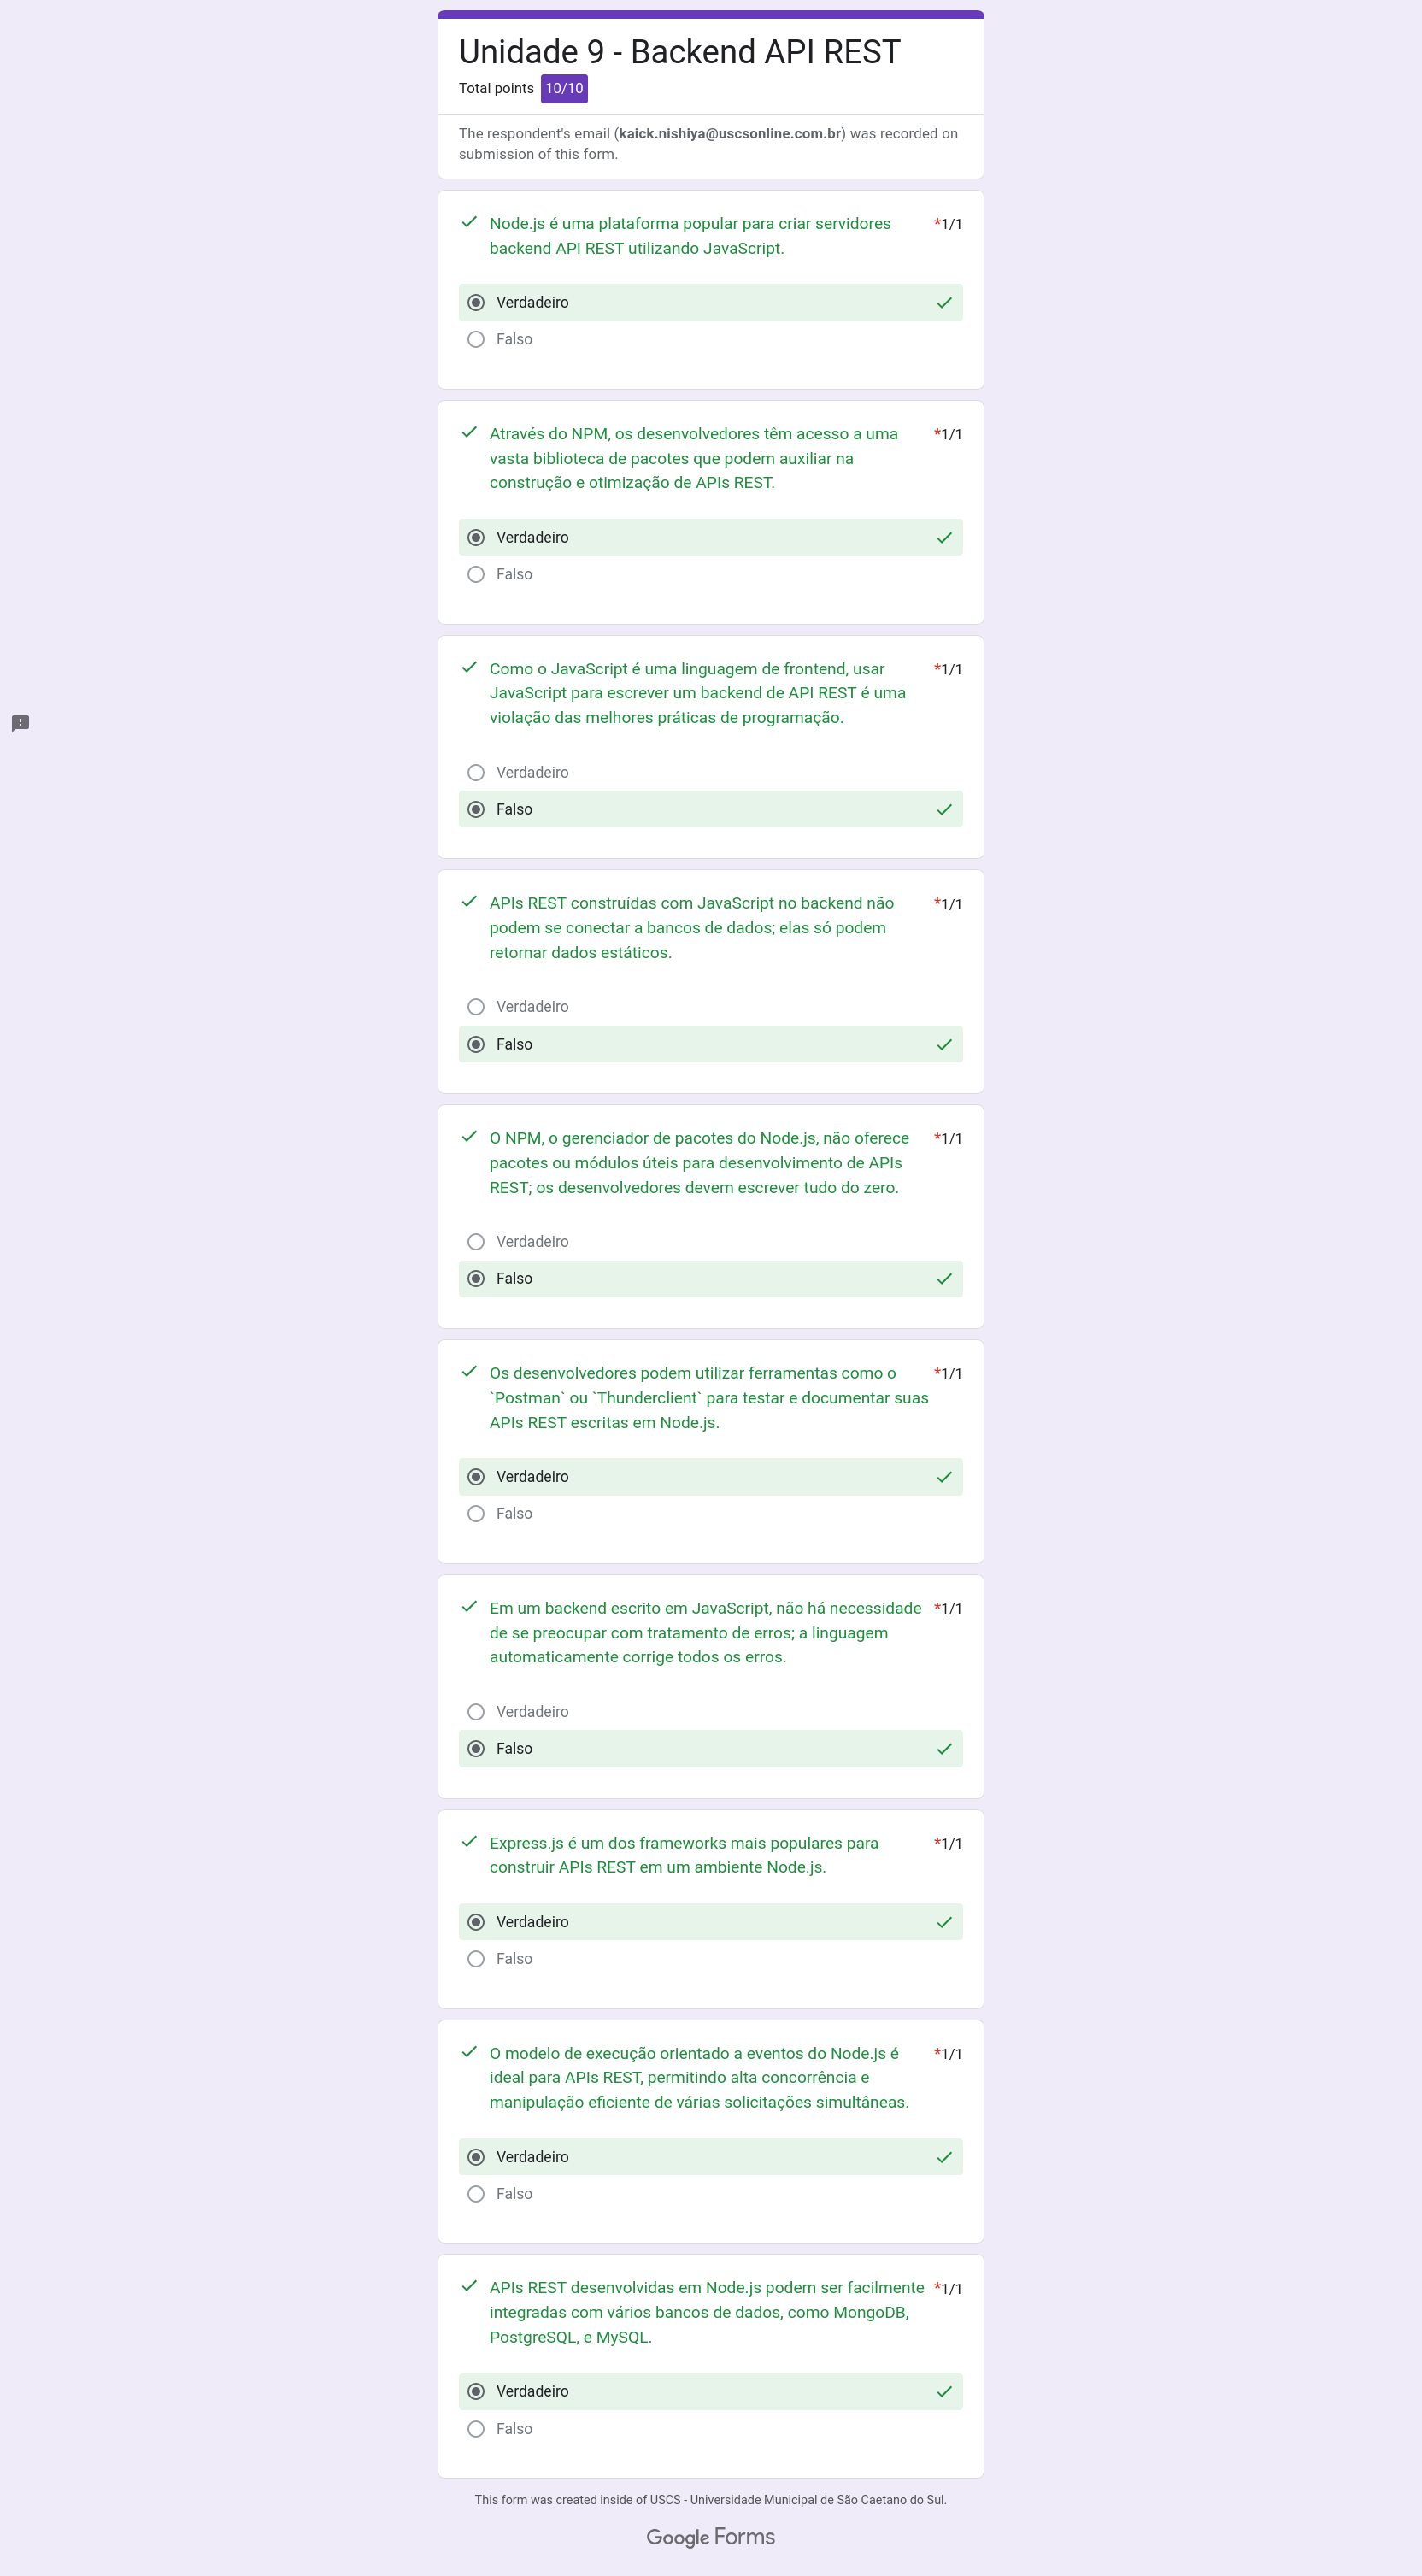 Unidade 9 - Backend API REST
Total points 10/10
The respondent's email (kaick.nishiya@uscsonline.com.br) was recorded on
submission of this form.
Node.js é uma plataforma popular para criar servidores *1/1
backend API REST utilizando JavaScript.
Verdadeiro
Falso
Através do NPM, os desenvolvedores têm acesso a uma *1/1
vasta biblioteca de pacotes que podem auxiliar na
construção e otimização de APIs REST.
Verdadeiro
Falso
Como o JavaScript é uma linguagem de frontend, usar *1/1
JavaScript para escrever um backend de API REST é uma
violação das melhores práticas de programação.
Verdadeiro
Falso
APIs REST construídas com JavaScript no backend não *1/1
podem se conectar a bancos de dados; elas só podem
retornar dados estáticos.
Verdadeiro
Falso
O NPM, o gerenciador de pacotes do Node.js, não oferece *1/1
pacotes ou módulos úteis para desenvolvimento de APIs
REST; os desenvolvedores devem escrever tudo do zero.
Verdadeiro
Falso
Os desenvolvedores podem utilizar ferramentas como o *1/1
`Postman` ou `Thunderclient` para testar e documentar suas
APIs REST escritas em Node.js.
Verdadeiro
Falso
Em um backend escrito em JavaScript, não há necessidade *1/1
de se preocupar com tratamento de erros; a linguagem
automaticamente corrige todos os erros.
Verdadeiro
Falso
Express.js é um dos frameworks mais populares para *1/1
construir APIs REST em um ambiente Node.js.
Verdadeiro
Falso
O modelo de execução orientado a eventos do Node.js é *1/1
ideal para APIs REST, permitindo alta concorrência e
manipulação eficiente de várias solicitações simultâneas.
Verdadeiro
Falso
APIs REST desenvolvidas em Node.js podem ser facilmente *1/1
integradas com vários bancos de dados, como MongoDB,
PostgreSQL, e MySQL.
Verdadeiro
Falso
This form was created inside of USCS - Universidade Municipal de São Caetano do Sul.
Google Forms